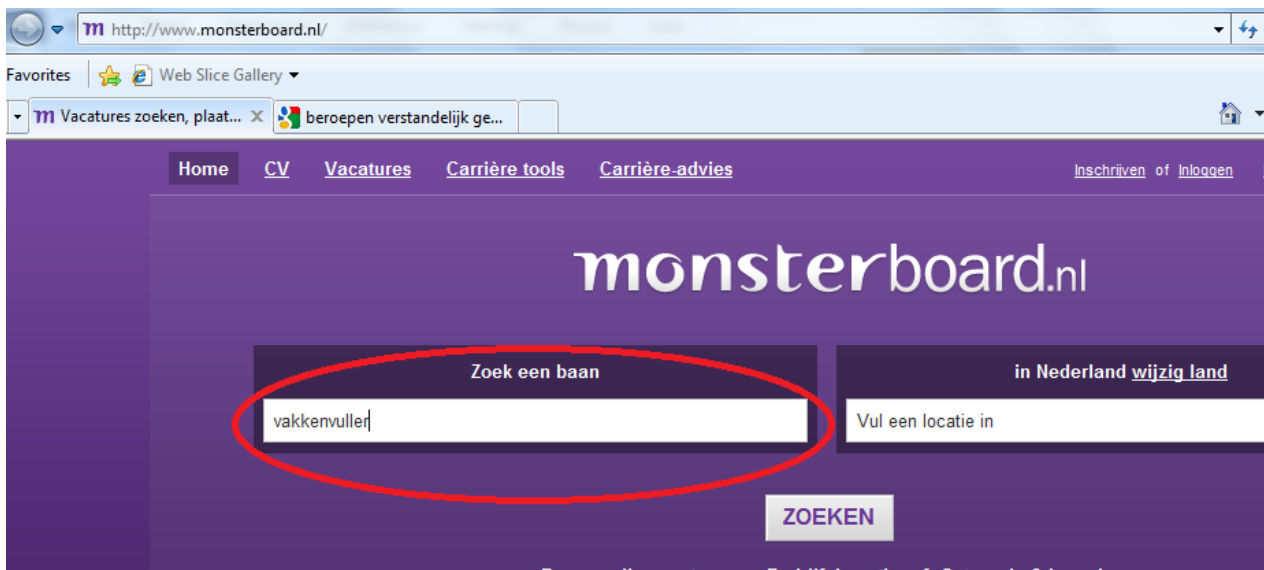 m http://www.monsterboard.nl/
Favorites Web Slice Gallery
m Vacatures zoeken, plaat... X beroepen verstandelijk ge...
Home CV Vacatures Carrière tools Carrière-advies Inschrijven of Inloggen
monsterboard.nl
Zoek een baan in Nederland wijzig land
vakkenvuller Vul een locatie in
ZOEKEN